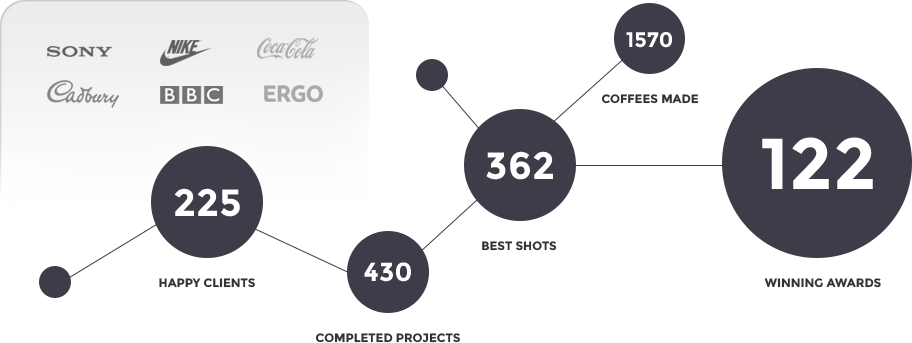 SONY
NIKE
Coca-Cola
Cadbury
BBC
ERGO
1570
COFFEES MADE
362
BEST SHOTS
122
WINNING AWARDS
225
HAPPY CLIENTS
430
COMPLETED PROJECTS